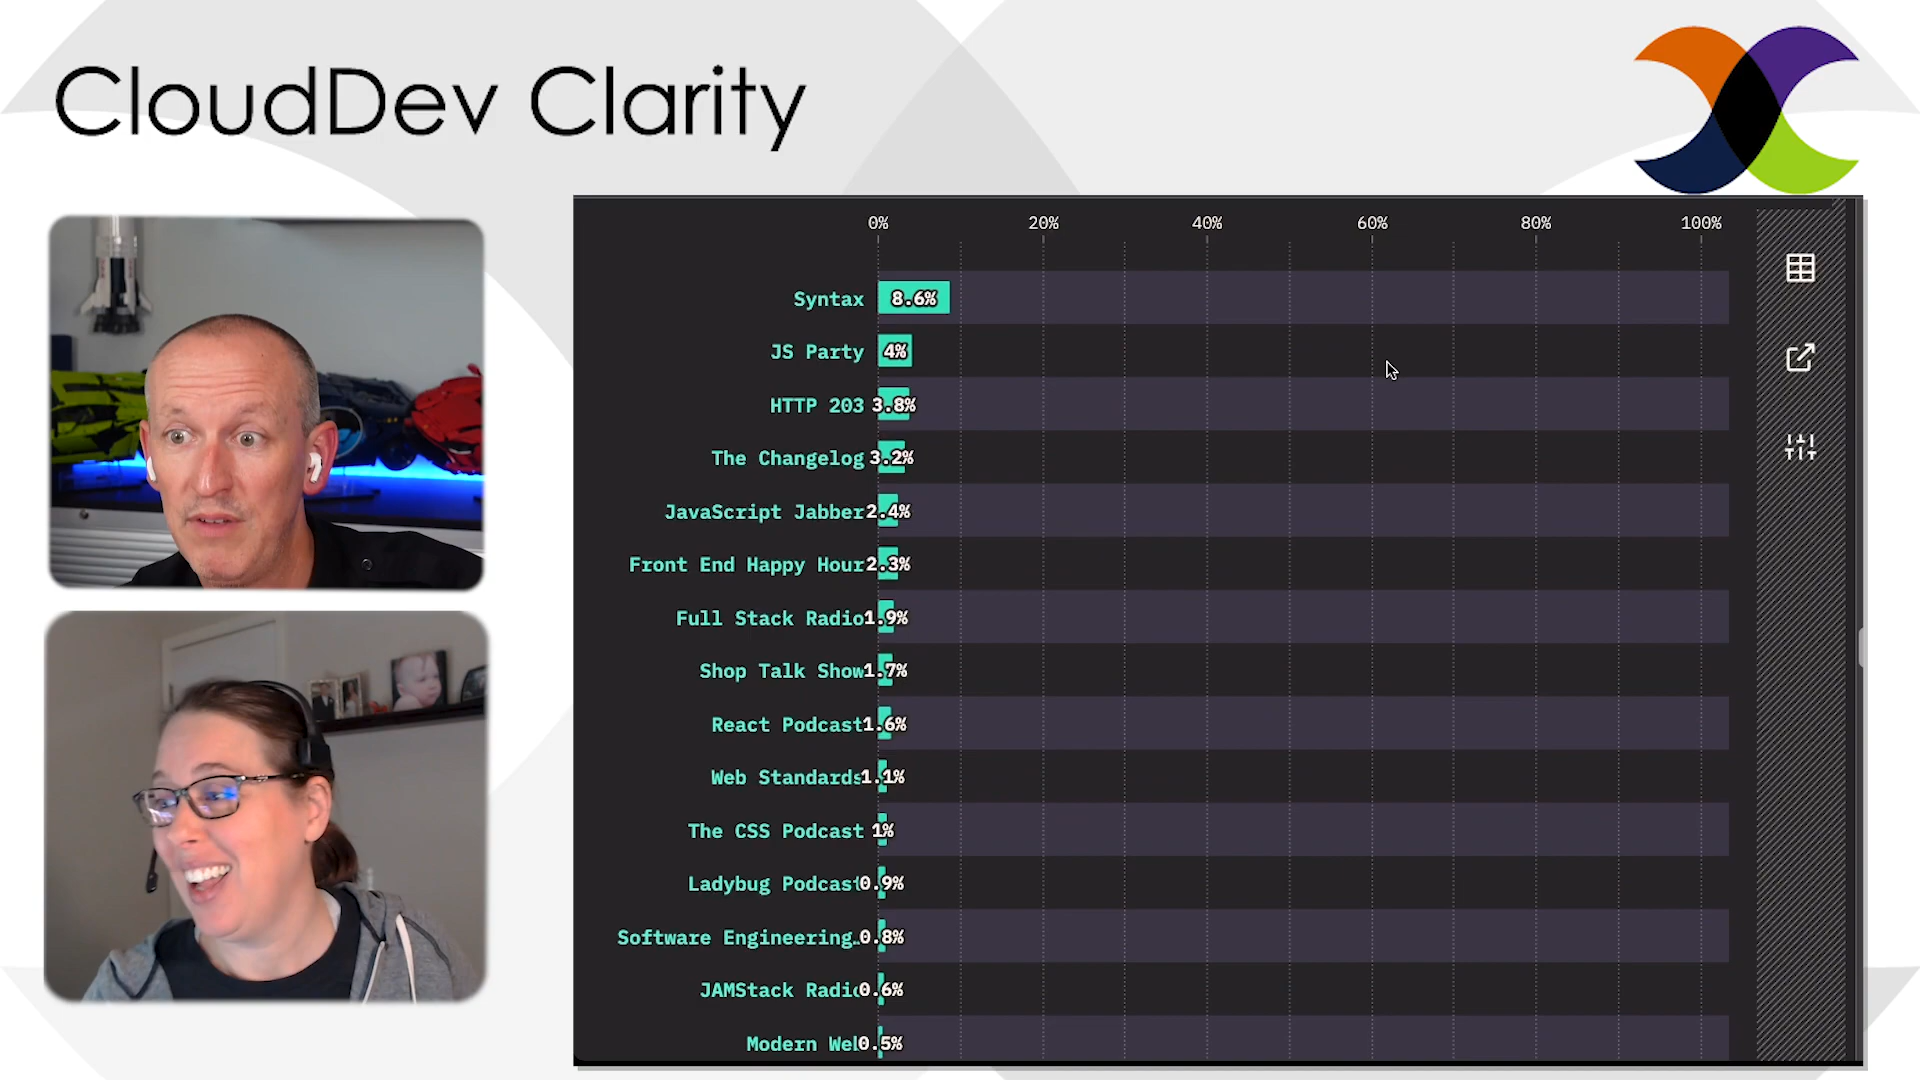 CloudDev Clarity
0% 20% 40% 60% 80% 100%
Syntax 8.6%
JS Party 4%
HTTP 203 3.8%
The Changelog 3.2%
JavaScript Jabber 2.4%
Front End Happy Hour 2.3%
Full Stack Radio 1.9%
Shop Talk Show 1.7%
React Podcast 1.6%
Web Standards 1.1%
The CSS Podcast 1%
Ladybug Podcast 0.9%
Software Engineering… 0.8%
JAMStack Radio 0.6%
Modern Web 0.5%